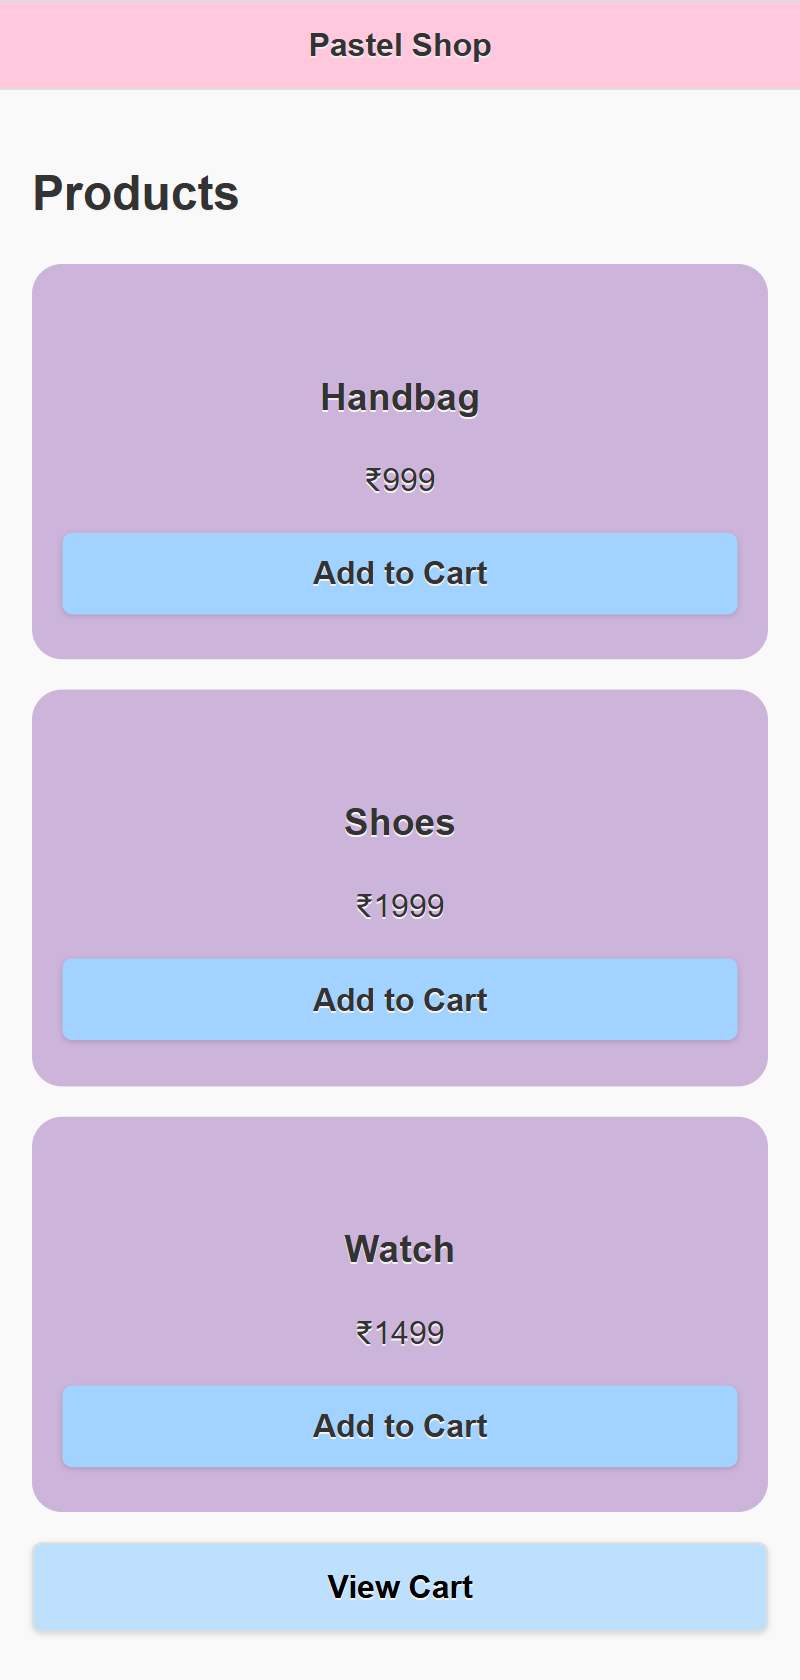 Pastel Shop
Products
Handbag
₹999
Add to Cart
Shoes
₹1999
Add to Cart
Watch
₹1499
Add to Cart
View Cart